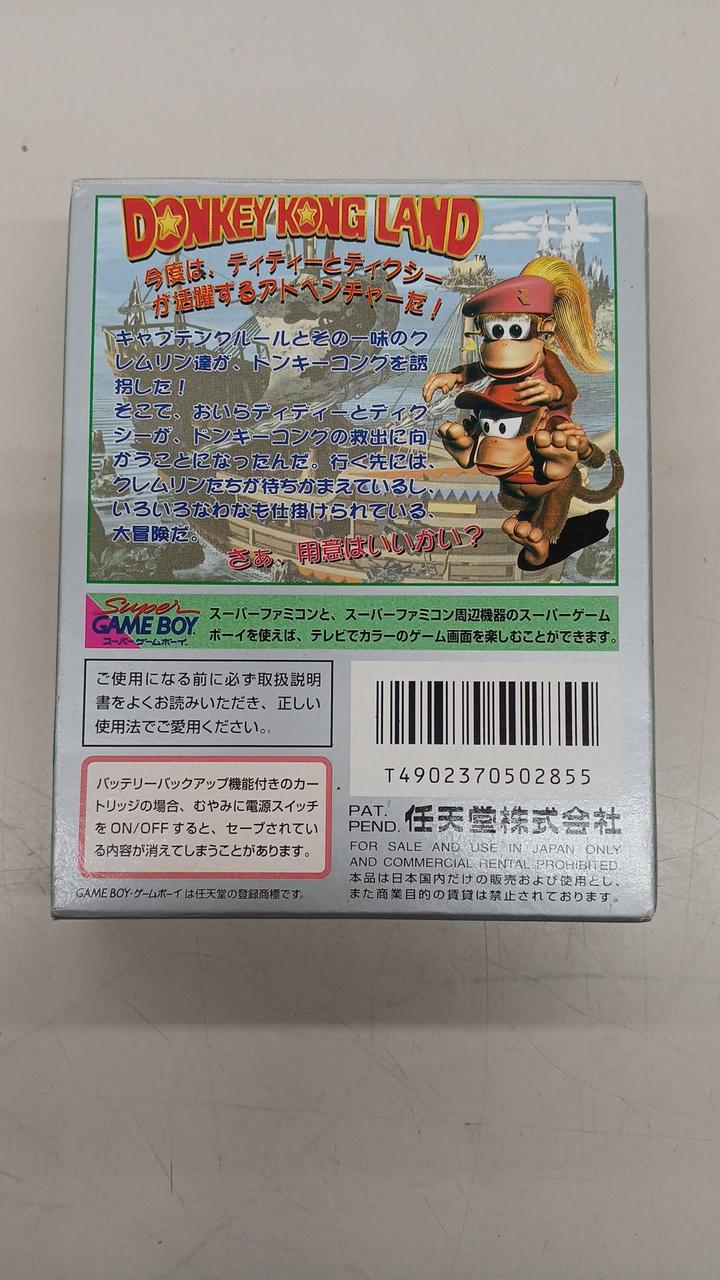 DONKEY KONG LAND
TM
今度は、ディディーとディクシー
が活躍するアドベンチャーだ！
キャプテンクルールとその一味のク
レムリン達が、ドンキーコングを誘
拐した！
そこで、おいらディディーとディク
シーが、ドンキーコングの救出に向
かうことになったんだ。行く先には、
クレムリンたちが待ちかまえているし、
いろいろなわなも仕掛けられている、
大冒険だ。
さぁ、用意はいいかい？
Super
GAME BOY.
スーパーゲームボーイ.
スーパーファミコンと、スーパーファミコン周辺機器のスーパーゲーム
ボーイを使えば、テレビでカラーのゲーム画面を楽しむことができます。
ご使用になる前に必ず取扱説明
書をよくお読みいただき、正しい
使用法でご愛用ください。
バッテリーバックアップ機能付きのカー
トリッジの場合、むやみに電源スイッチ
をON/OFFすると、セーブされてい
る内容が消えてしまうことがあります。
GAME BOY・ゲームボーイは任天堂の登録商標です。
T4902370502855
PAT.
PEND. 任天堂株式会社
FOR SALE AND USE IN JAPAN ONLY
AND COMMERCIAL RENTAL PROHIBITED.
本品は日本国内だけの販売および使用とし、
また商業目的の賃貸は禁止されております。